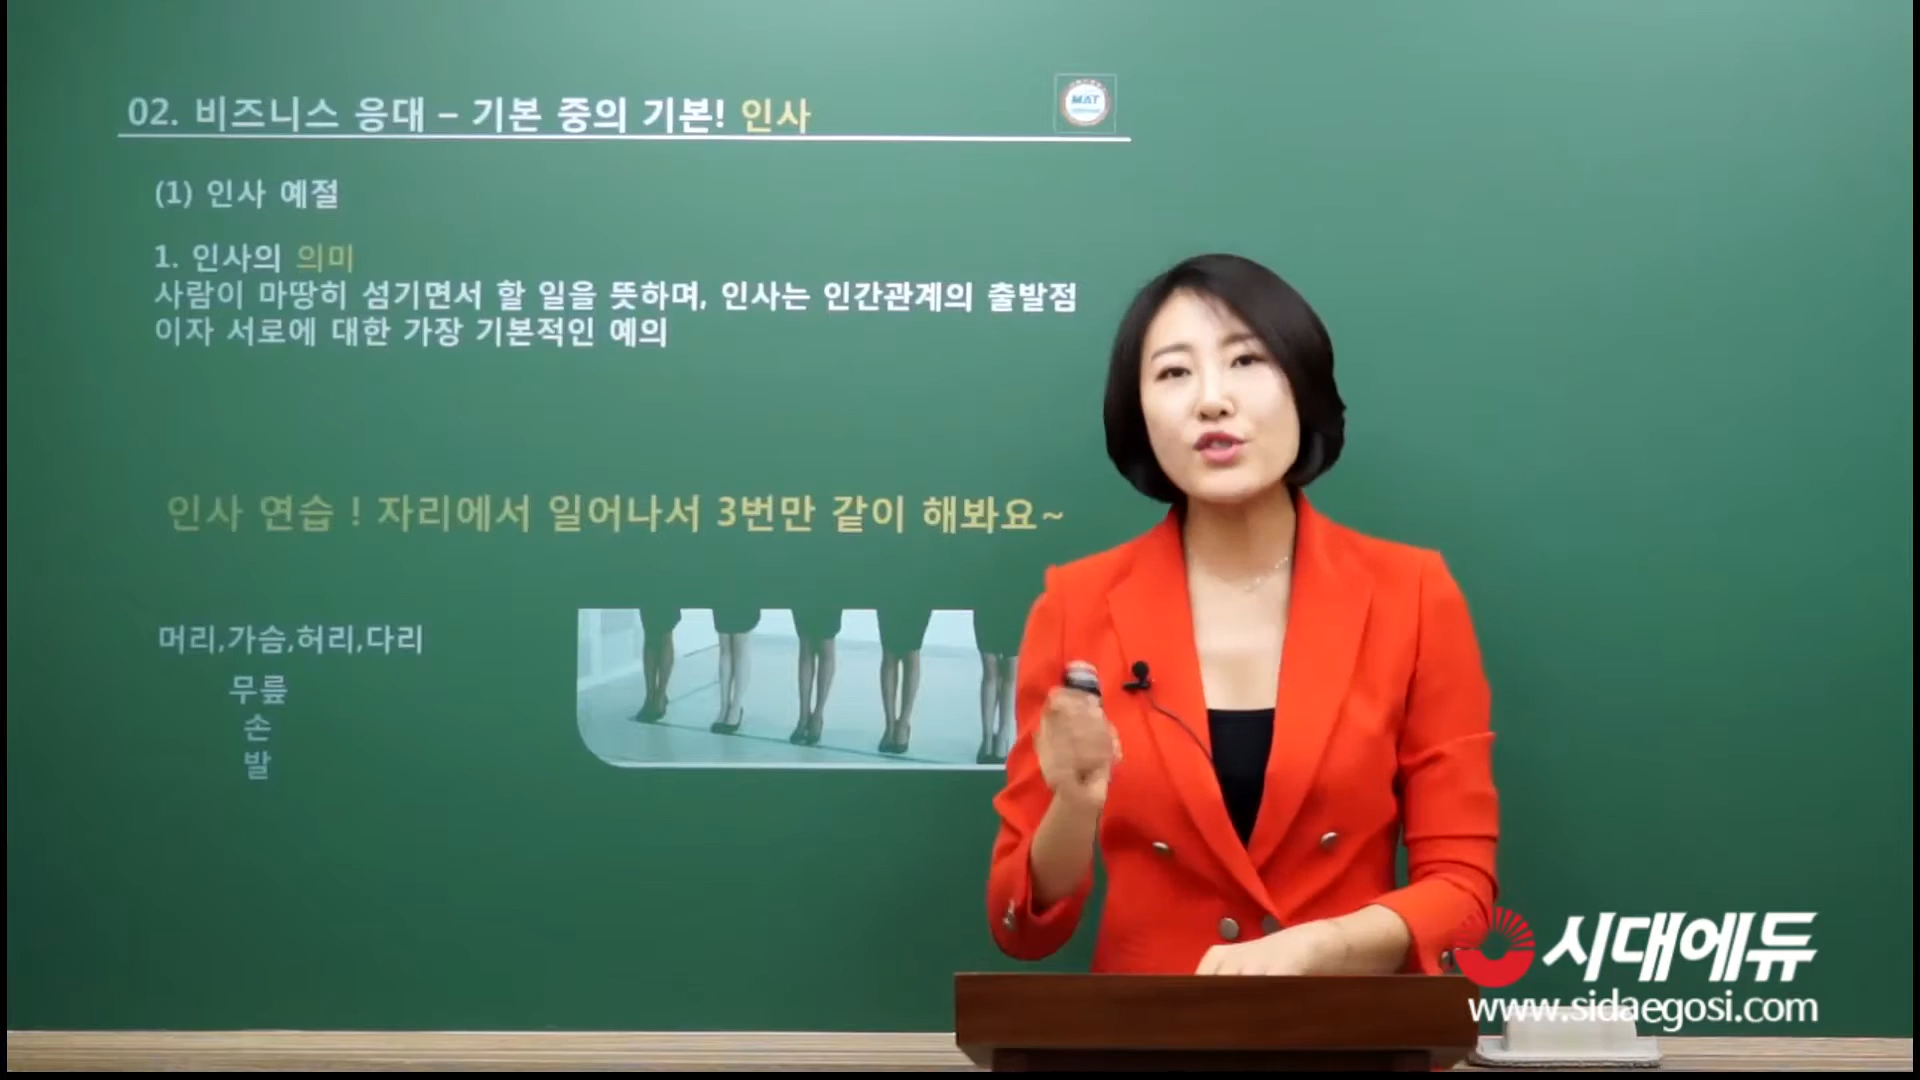 02. 비즈니스 응대 – 기본 중의 기본! 인사
MAT
(1) 인사 예절
1. 인사의 의미
사람이 마땅히 섬기면서 할 일을 뜻하며, 인사는 인간관계의 출발점
이자 서로에 대한 가장 기본적인 예의
인사 연습 ! 자리에서 일어나서 3번만 같이 해봐요~
머리,가슴,허리,다리
무릎
손
발
시대에듀
www.sidaegosi.com